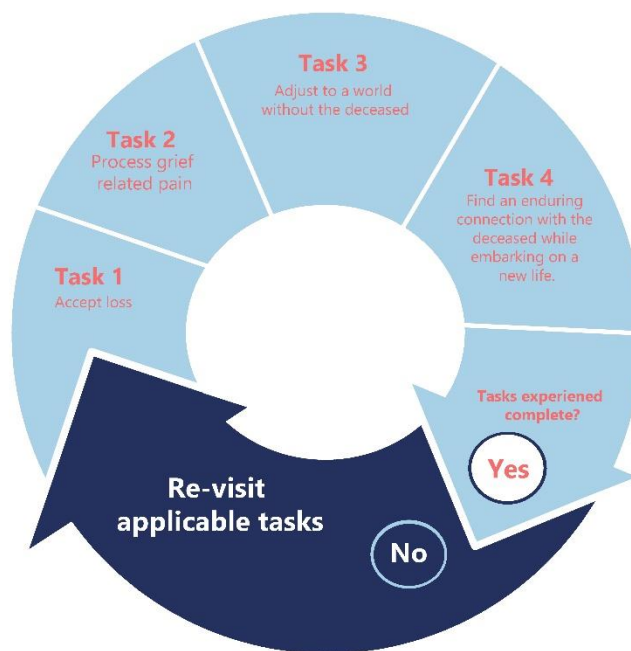 Task 1
Accept loss
Task 2
Process grief
related pain
Task 3
Adjust to a world
without the deceased
Task 4
Find an enduring
connection with the
deceased while
embarking on a
new life.
Tasks experiened
complete?
Yes
No
Re-visit
applicable tasks